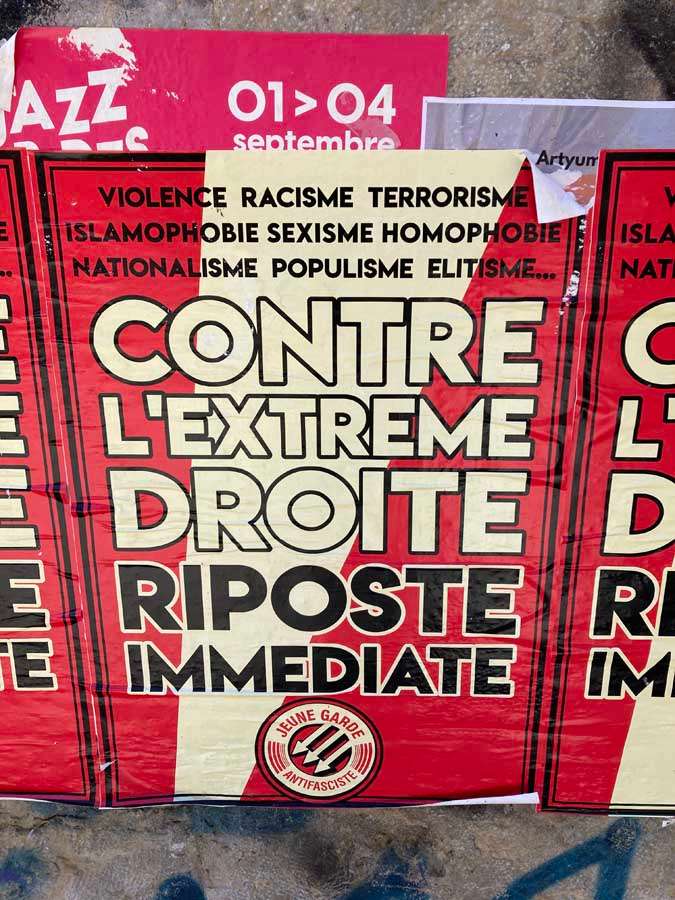 JAZZ
01>04
septembre
Artyum
VIOLENCE RACISME TERRORISME
ISLAMOPHOBIE SEXISME HOMOPHOBIE
NATIONALISME POPULISME ELITISME...
CONTRE
L'EXTREME
DROITE
RIPOSTE
IMMEDIATE
JEUNE GARDE
ANTIFASCISTE